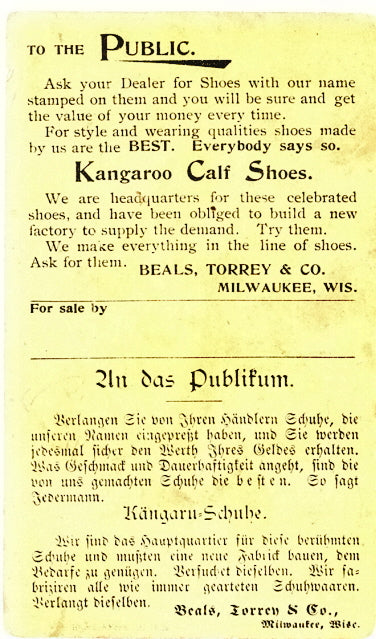 TO THE PUBLIC.
Ask your Dealer for Shoes with our name
stamped on them and you will be sure and get
the value of your money every time.
For style and wearing qualities shoes made
by us are the BEST. Everybody says so.
Kangaroo Calf Shoes.
We are headquarters for these celebrated
shoes, and have been obliged to build a new
factory to supply the demand. Try them.
We make everything in the line of shoes.
Ask for them.
BEALS, TORREY & CO.
MILWAUKEE, WIS.
For sale by
An das Publikum.
Verlangen Sie von Ihren Händlern Schuhe, die
unseren Namen eingepreßt haben, und Sie werden
jedesmal sicher den Werth Ihres Geldes erhalten.
Was Geschmack und Dauerhaftigkeit angeht, sind die
von uns gemachten Schuhe die besten. So sagt
Jedermann.
Kängaru-Schuhe.
Wir sind das Hauptquartier für diese berühmten
Schuhe und mußten eine neue Fabrick bauen, dem
Bedarfe zu genügen. Versuchet dieselben. Wir fa-
briziren alle wie immer gearteten Schuhwaaren.
Verlangt dieselben.
Beals, Torrey & Co.,
Milwaukee, Wisc.